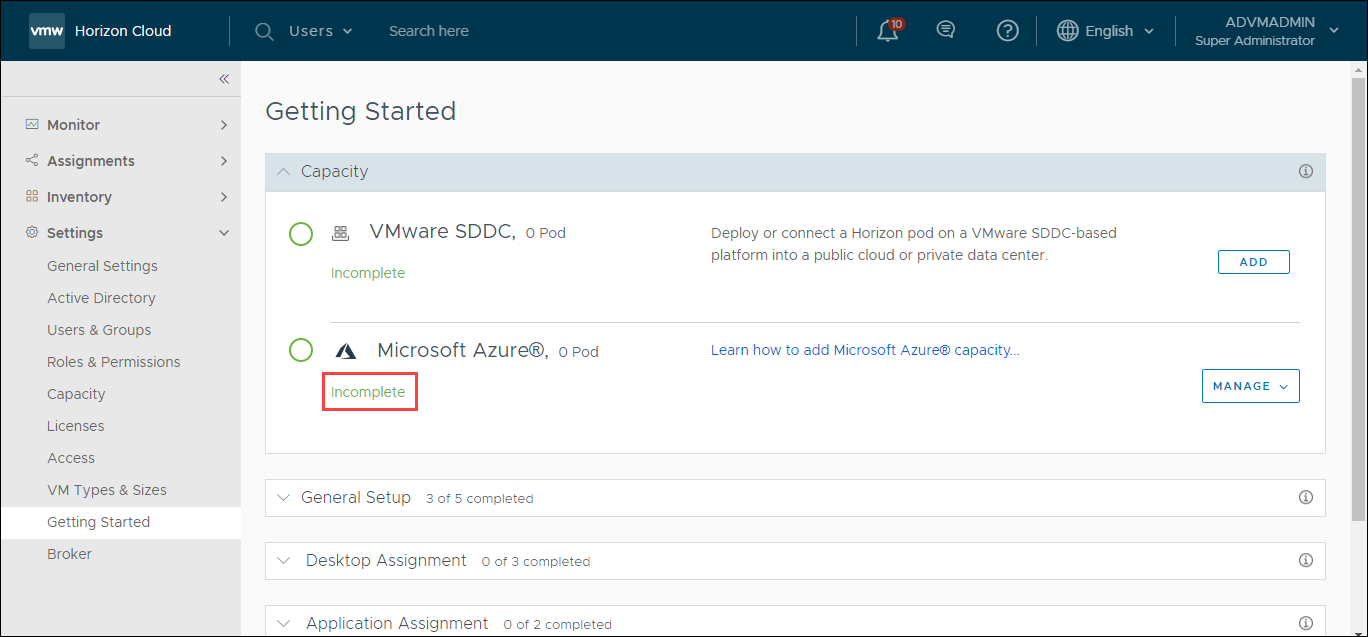 vmw Horizon Cloud
Users
Search here
10
English
ADVMADMIN
Super Administrator
Monitor
Assignments
Inventory
Settings
General Settings
Active Directory
Users & Groups
Roles & Permissions
Capacity
Licenses
Access
VM Types & Sizes
Getting Started
Broker
Getting Started
Capacity
VMware SDDC, 0 Pod
Incomplete
Deploy or connect a Horizon pod on a VMware SDDC-based
platform into a public cloud or private data center.
ADD
Microsoft Azure®, 0 Pod
Incomplete
Learn how to add Microsoft Azure® capacity...
MANAGE
General Setup 3 of 5 completed
Desktop Assignment 0 of 3 completed
Application Assignment 0 of 2 completed